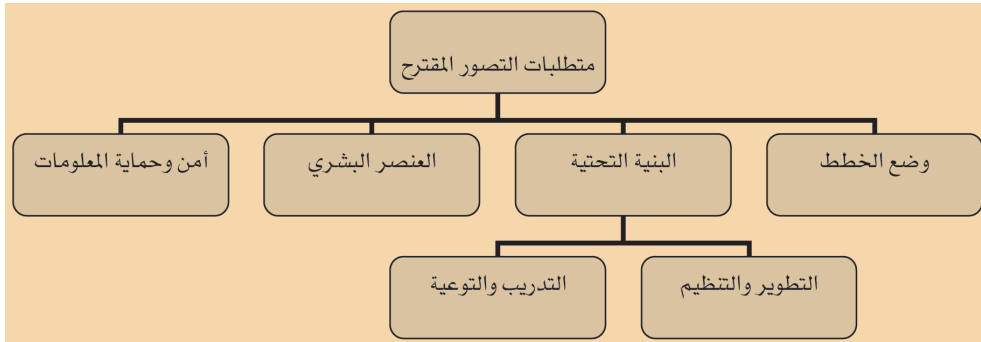 متطلبات التصور المقترح
وضع الخطط
البنية التحتية
العنصر البشري
أمن وحماية المعلومات
التطوير والتنظيم
التدريب والتوعية